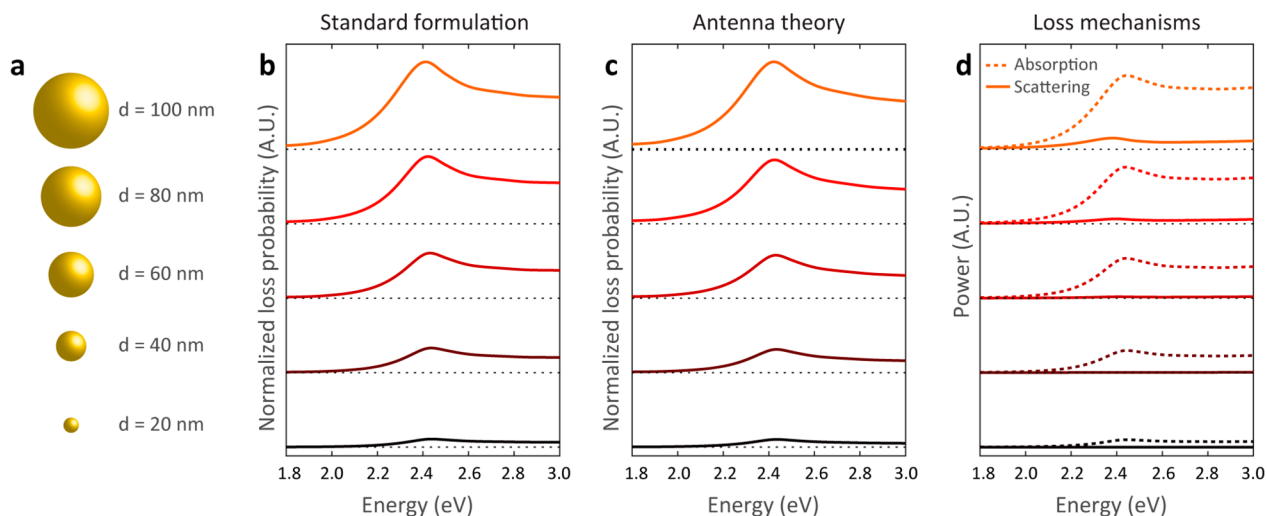 Standard formulation
Antenna theory
Loss mechanisms
a
d = 100 nm
d = 80 nm
d = 60 nm
d = 40 nm
d = 20 nm
b
Normalized loss probability (A.U.)
1.8 2.0 2.2 2.4 2.6 2.8 3.0
Energy (eV)
c
Normalized loss probability (A.U.)
1.8 2.0 2.2 2.4 2.6 2.8 3.0
Energy (eV)
d
Absorption
Scattering
Power (A.U.)
1.8 2.0 2.2 2.4 2.6 2.8 3.0
Energy (eV)